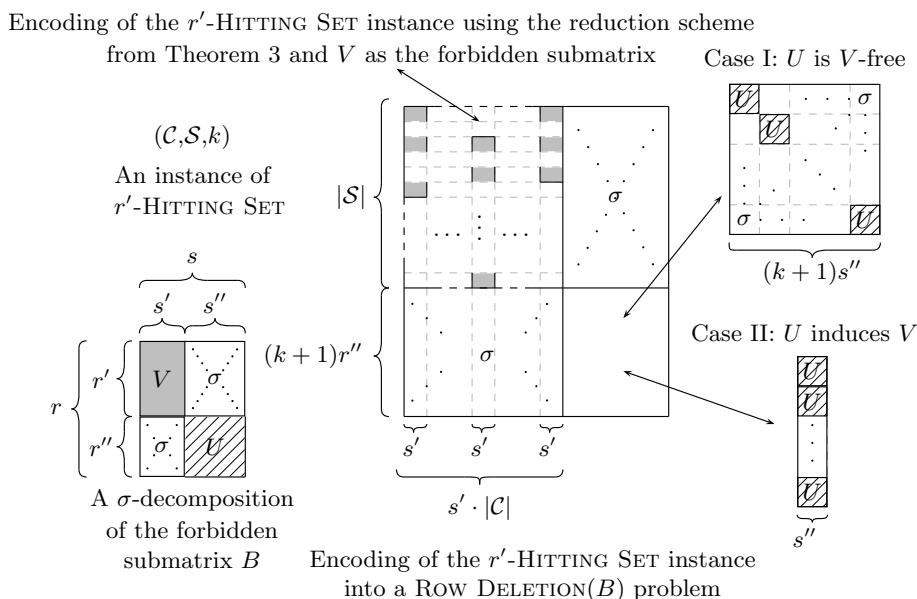 Encoding of the r′-HITTING SET instance using the reduction scheme
from Theorem 3 and V as the forbidden submatrix
Case I: U is V-free
U
σ
U
σ
U
(k + 1)s″
(𝒞,𝒮,k)
An instance of
r′-HITTING SET
|𝒮|
σ
(k + 1)r″
σ
s′
s′
s′
s′ · |𝒞|
s
s′
s″
r
r′
V
σ
r″
σ
U
A σ-decomposition
of the forbidden
submatrix B
Case II: U induces V
U
U
U
s″
Encoding of the r′-HITTING SET instance
into a ROW DELETION(B) problem